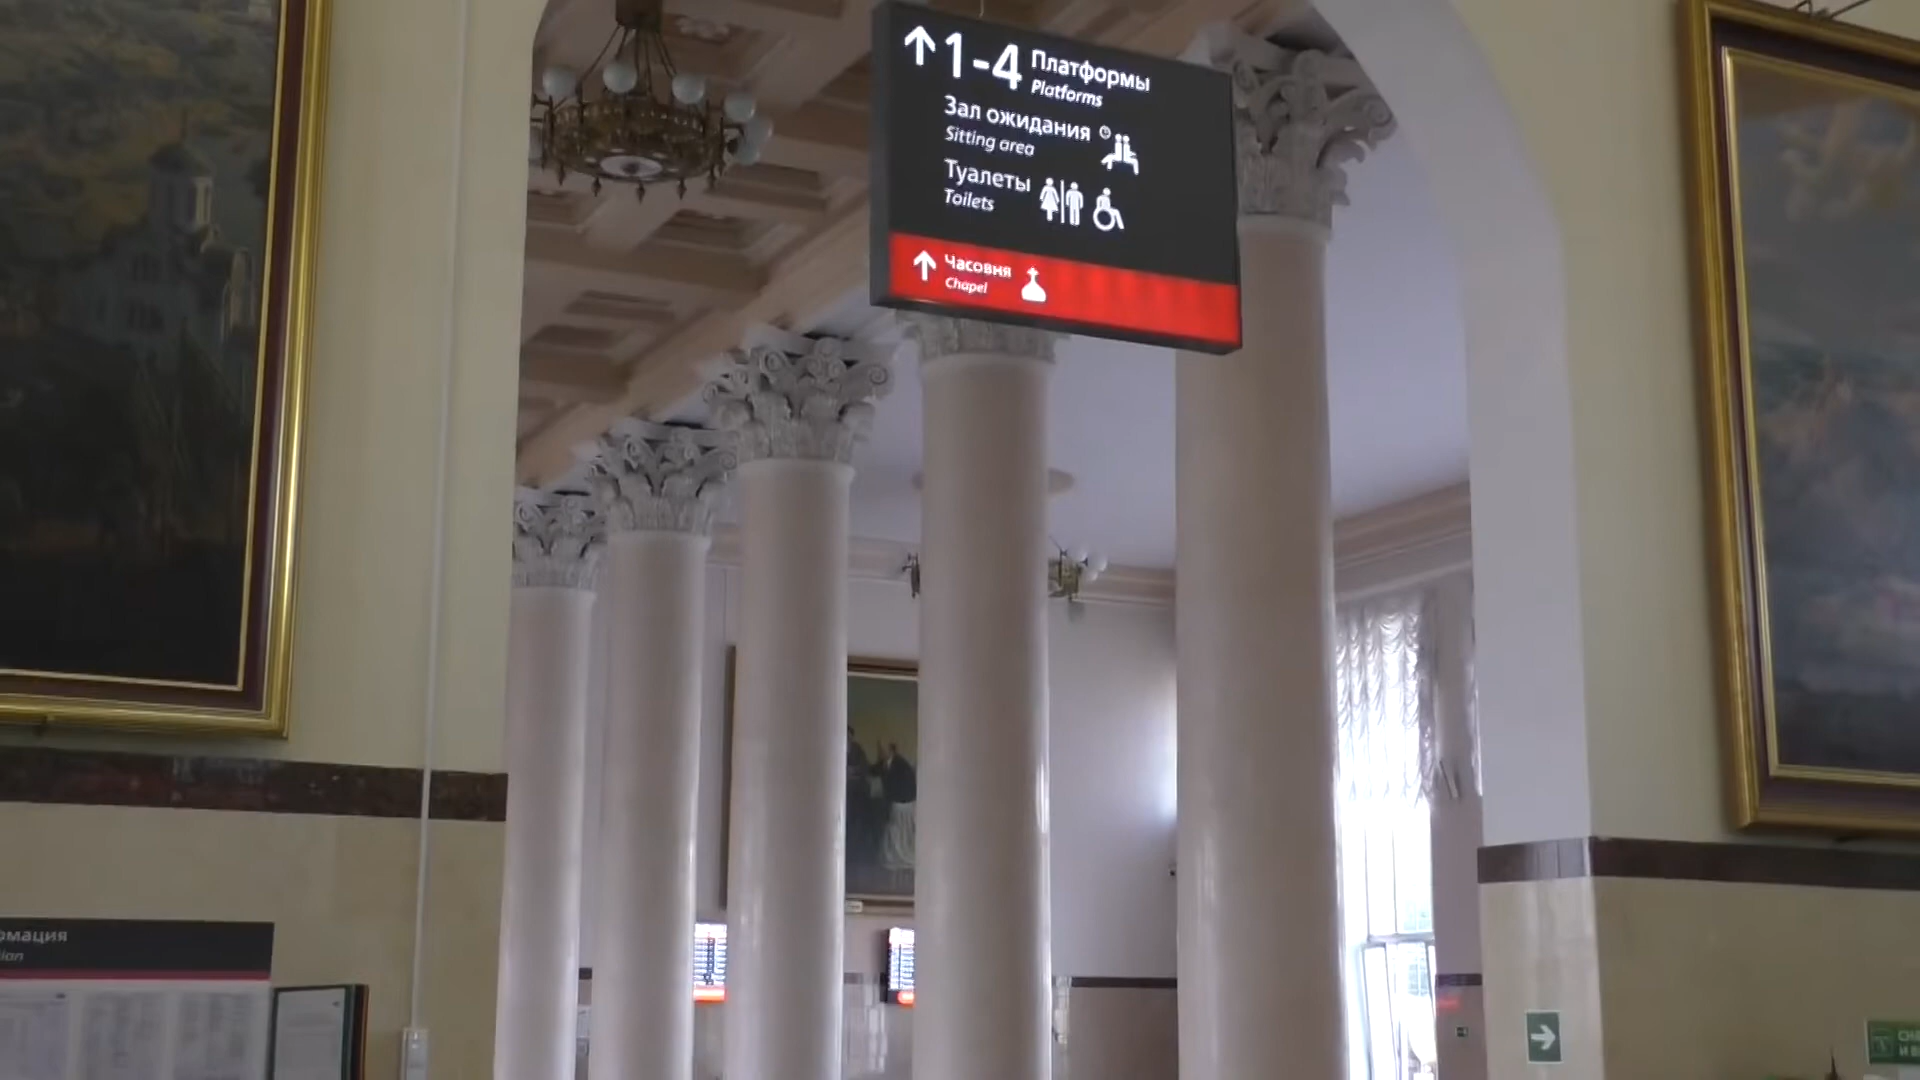 1-4 Платформы
Platforms
Зал ожидания
Sitting area
Туалеты
Toilets
Часовня
Chapel